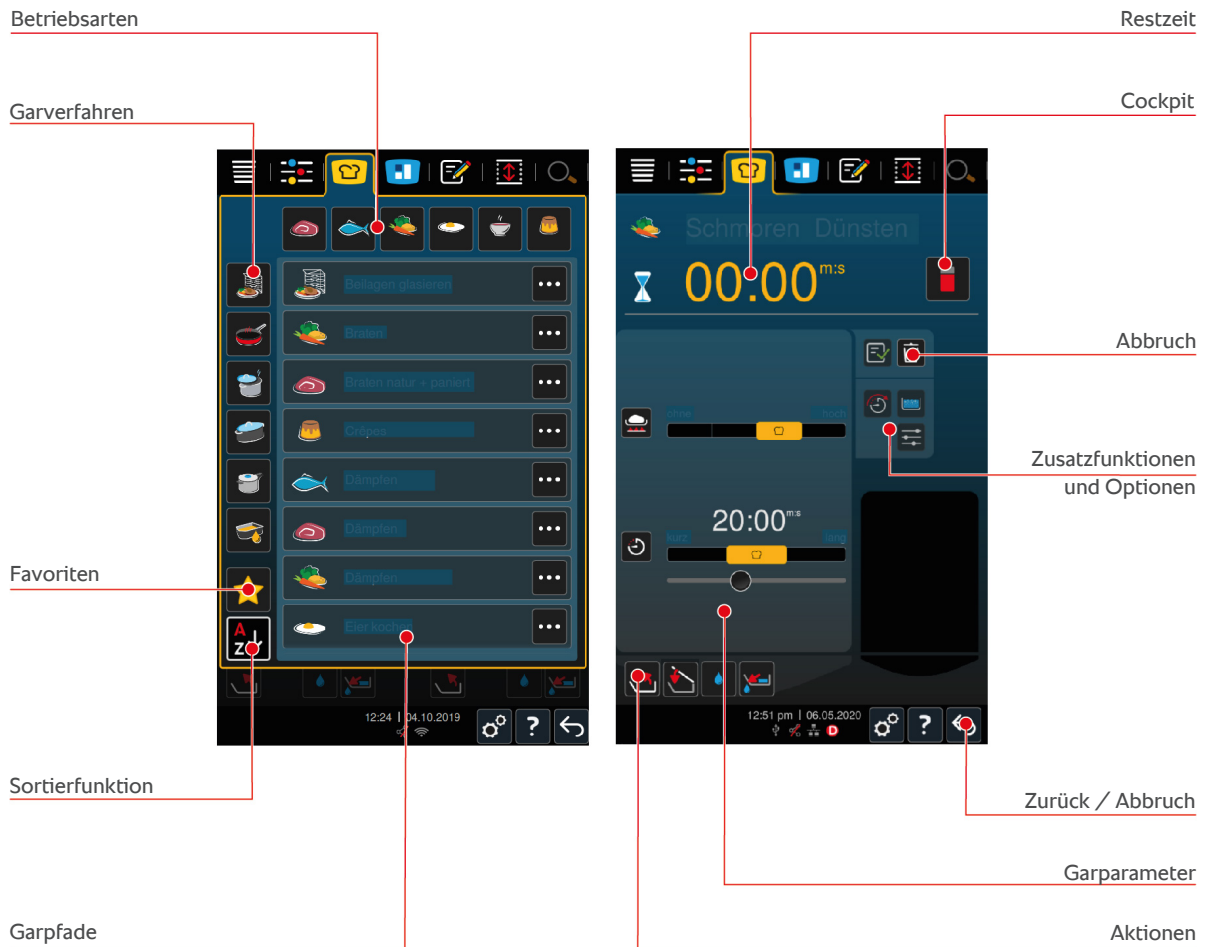 Betriebsarten
Restzeit
Cockpit
Garverfahren
Schmoren Dünsten
00:00 m:s
Beilagen glasieren
Braten
Abbruch
Braten natur + paniert
ohne
hoch
Crêpes
Zusatzfunktionen
und Optionen
Dämpfen
20:00 m:s
kurz
lang
Dämpfen
Favoriten
Dämpfen
Eier kochen
A
Z
12:24 | 04.10.2019
?
12:51 pm | 06.05.2020
D
?
Sortierfunktion
Zurück / Abbruch
Garparameter
Garpfade
Aktionen